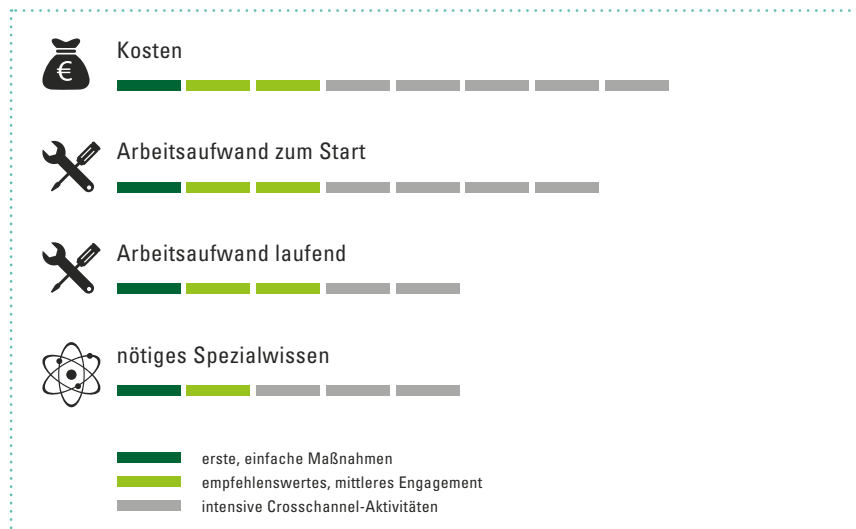 €
Kosten
Arbeitsaufwand zum Start
Arbeitsaufwand laufend
nötiges Spezialwissen
erste, einfache Maßnahmen
empfehlenswertes, mittleres Engagement
intensive Crosschannel-Aktivitäten